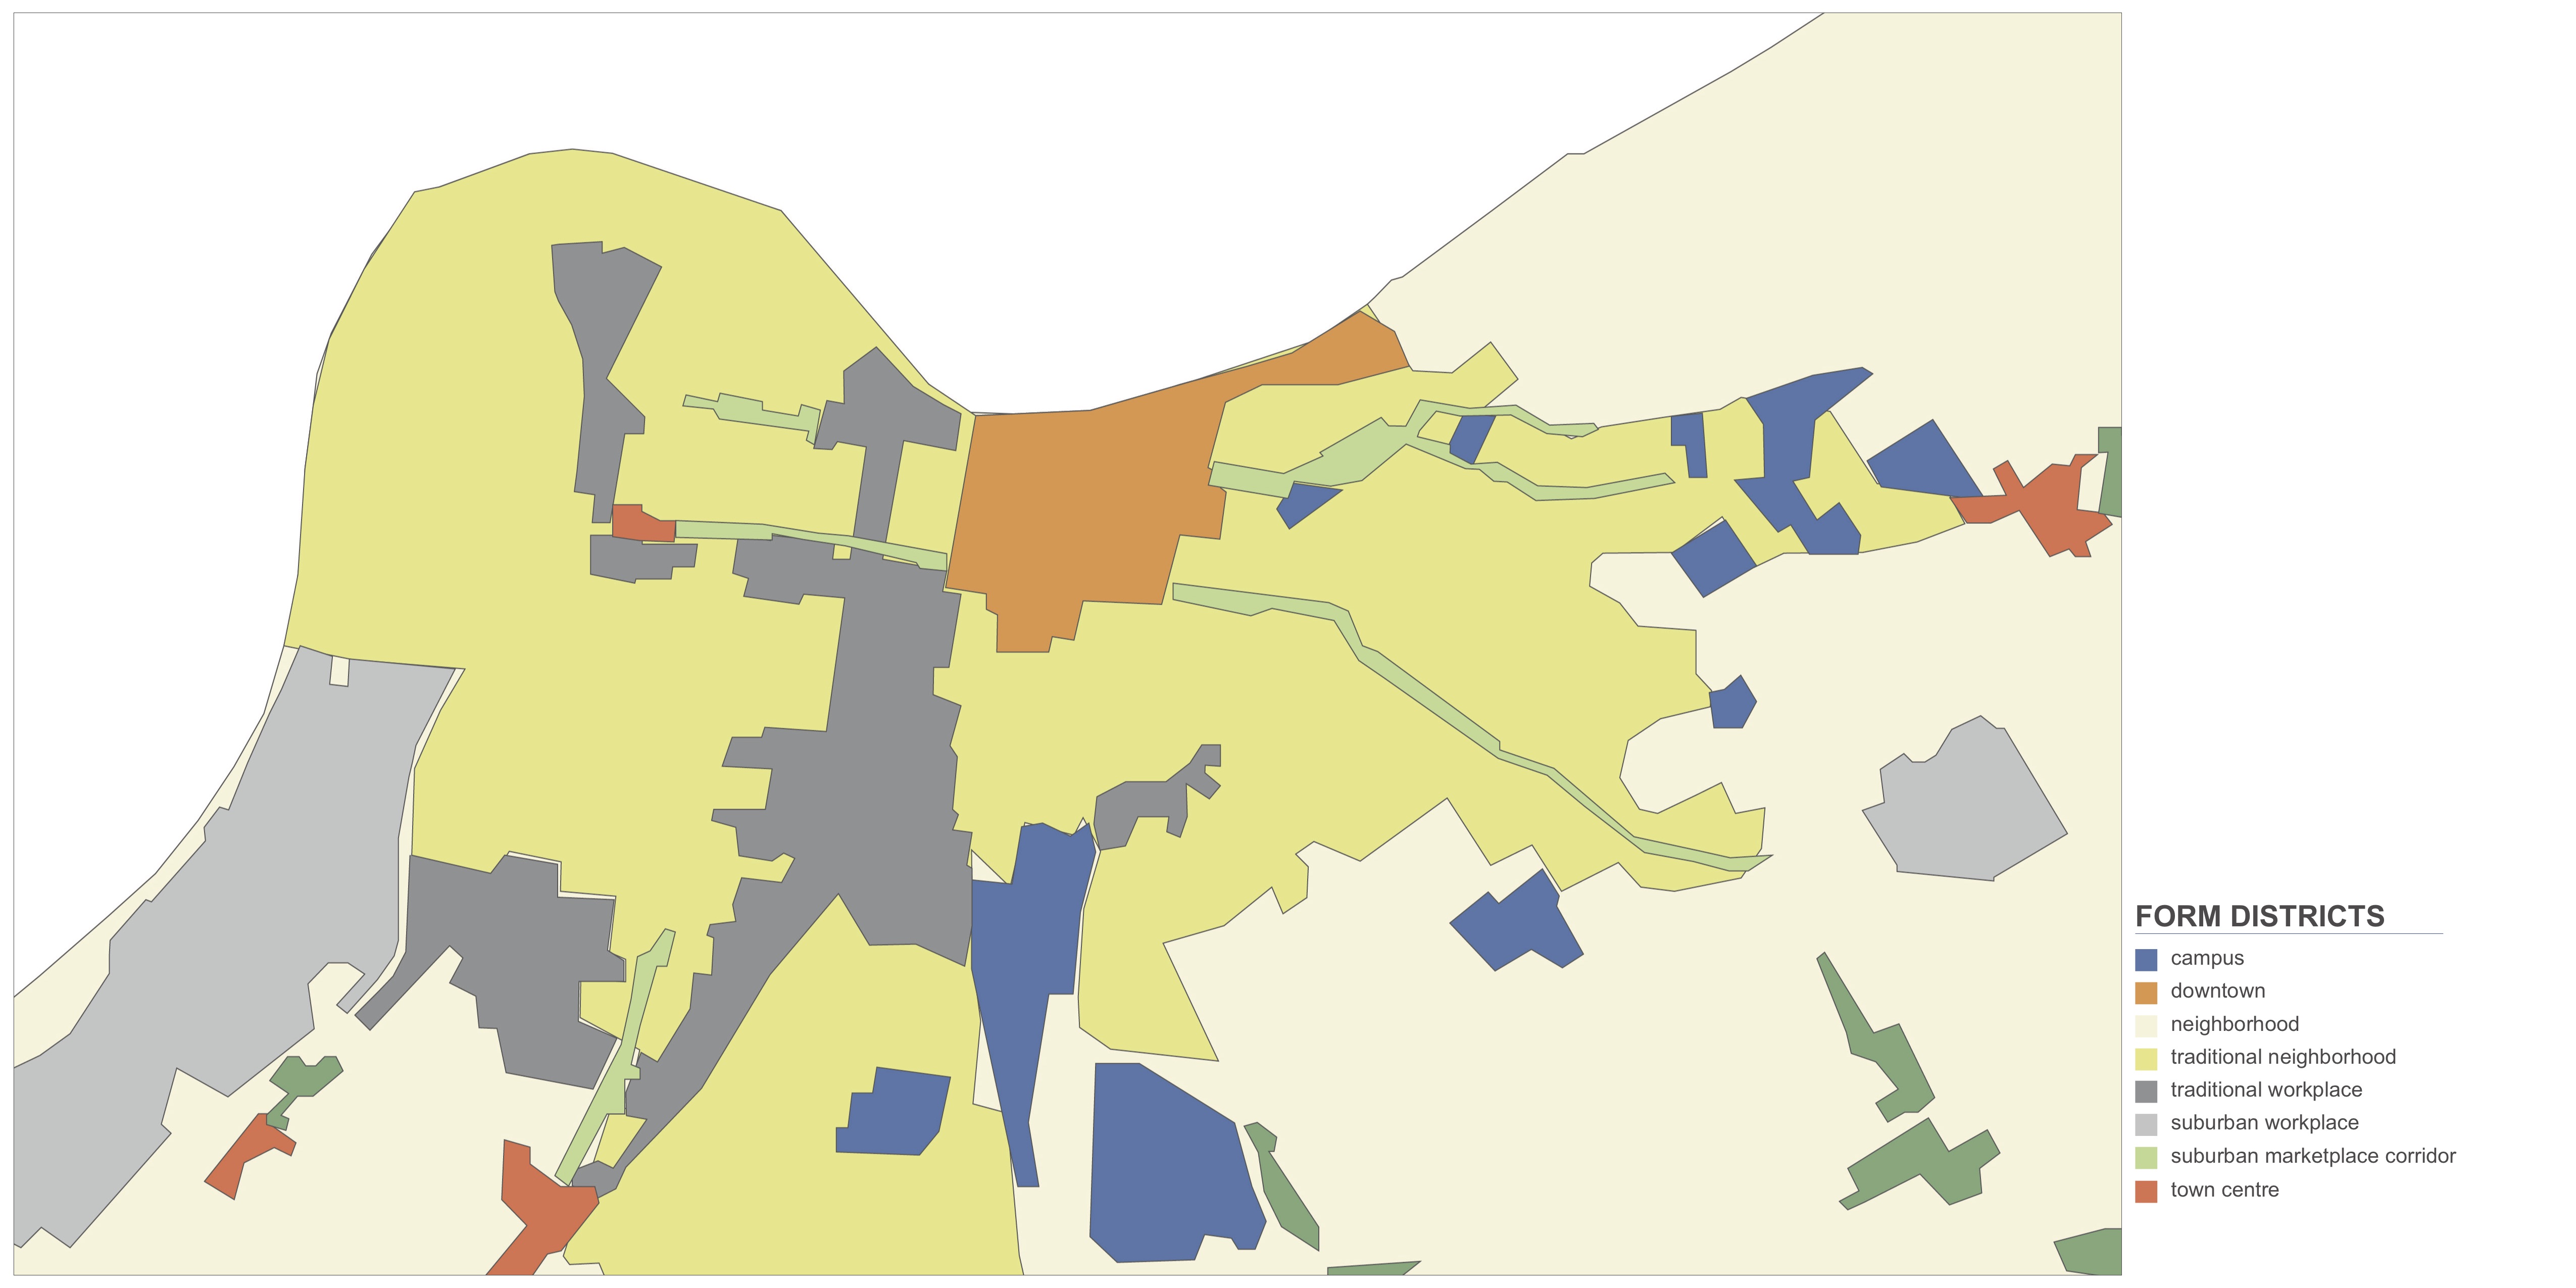 FORM DISTRICTS
campus
downtown
neighborhood
traditional neighborhood
traditional workplace
suburban workplace
suburban marketplace corridor
town centre